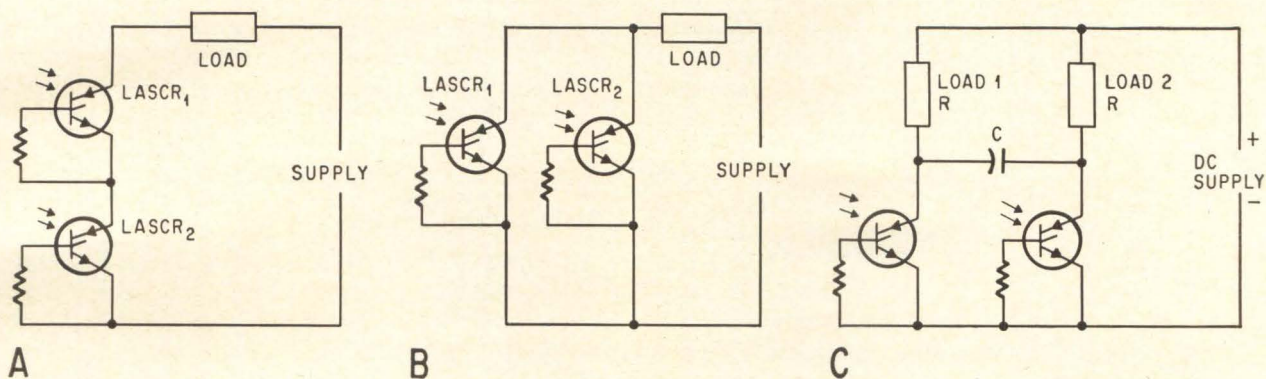 LOAD
LASCR₁
LASCR₂
SUPPLY
A
LASCR₁
LASCR₂
LOAD
SUPPLY
B
LOAD 1
R
LOAD 2
R
C
+
DC
SUPPLY
−
C